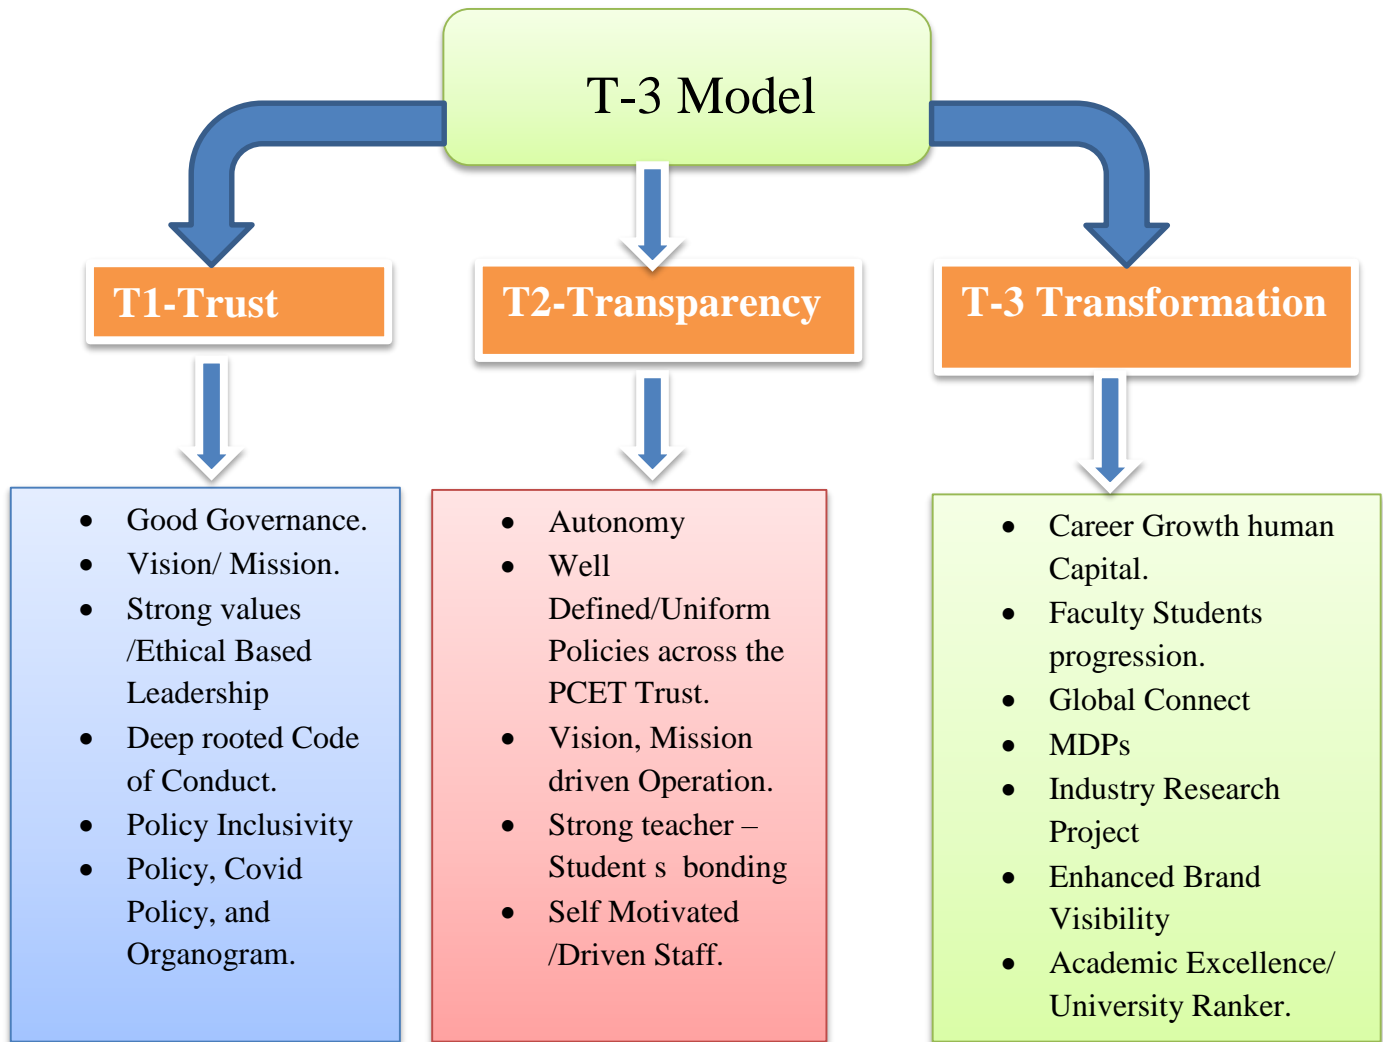 T-3 Model
T1-Trust
T2-Transparency
T-3 Transformation
• Good Governance.
• Vision/ Mission.
• Strong values
/Ethical Based
Leadership
• Deep rooted Code
of Conduct.
• Policy Inclusivity
• Policy, Covid
Policy, and
Organogram.
• Autonomy
• Well
Defined/Uniform
Policies across the
PCET Trust.
• Vision, Mission
driven Operation.
• Strong teacher –
Student s  bonding
• Self Motivated
/Driven Staff.
• Career Growth human
Capital.
• Faculty Students
progression.
• Global Connect
• MDPs
• Industry Research
Project
• Enhanced Brand
Visibility
• Academic Excellence/
University Ranker.